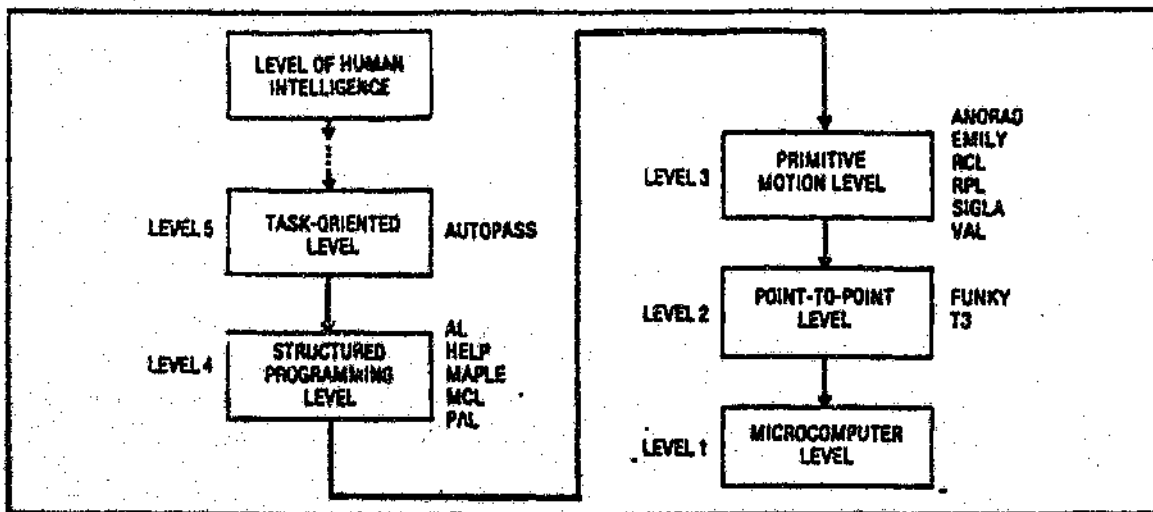 LEVEL OF HUMAN
INTELLIGENCE
LEVEL 5
TASK-ORIENTED
LEVEL
AUTOPASS
LEVEL 4
STRUCTURED
PROGRAMMING
LEVEL
AL
HELP
MAPLE
MCL
PAL
LEVEL 3
PRIMITIVE
MOTION LEVEL
ANORAD
EMILY
RCL
RPL
SIGLA
VAL
LEVEL 2
POINT-TO-POINT
LEVEL
FUNKY
T3
LEVEL 1
MICROCOMPUTER
LEVEL